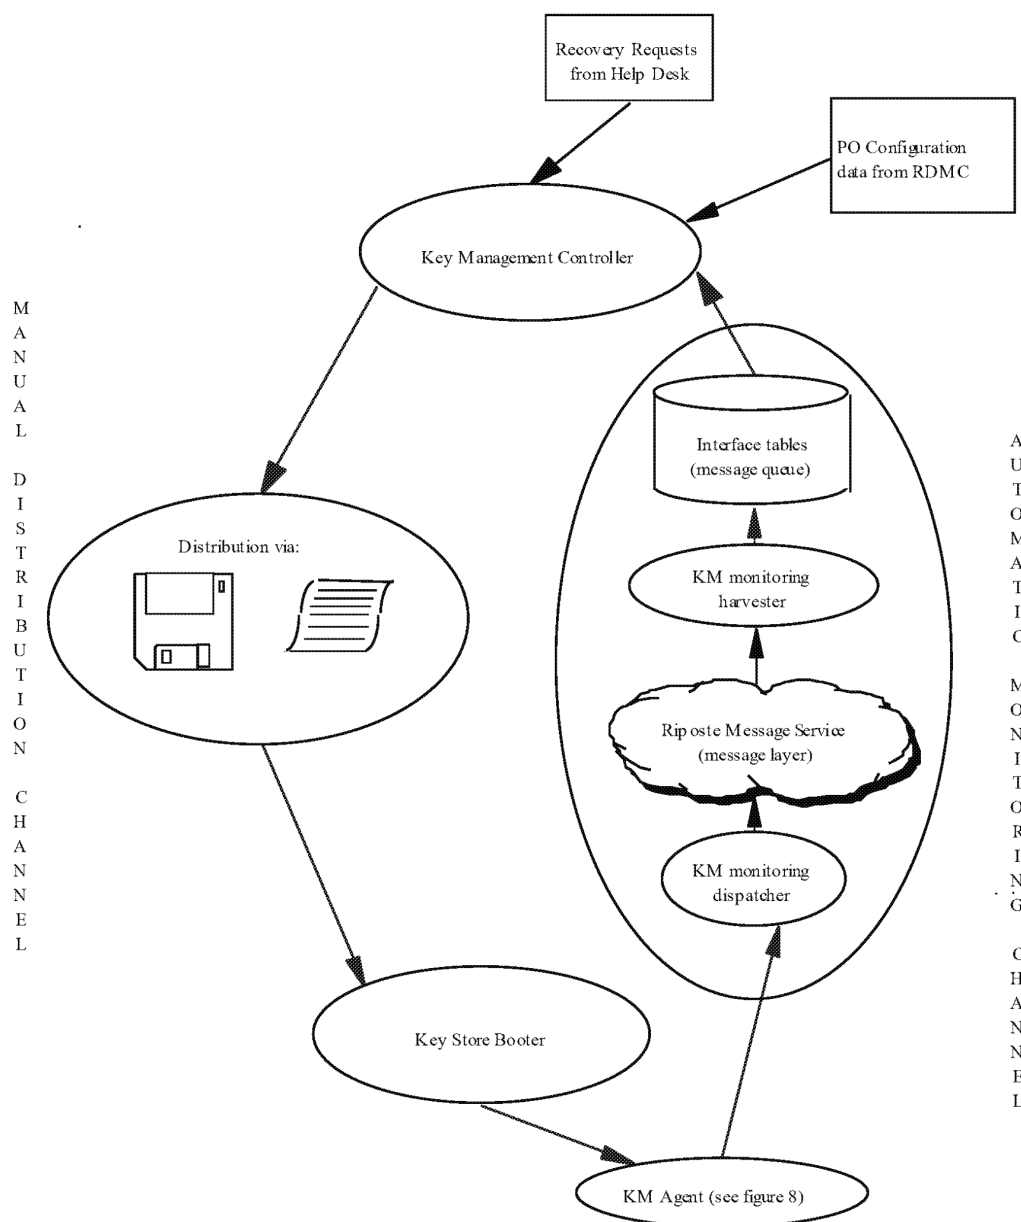 Recovery Requests
from Help Desk
PO Configuration
data from RDMC
Key Management Controller
MANUAL DISTRIBUTION CHANNEL
Interface tables
(message queue)
AUTOMATIC MONITORING CHANNEL
Distribution via:
KM monitoring
harvester
Riposte Message Service
(message layer)
KM monitoring
dispatcher
Key Store Booter
KM Agent (see figure 8)